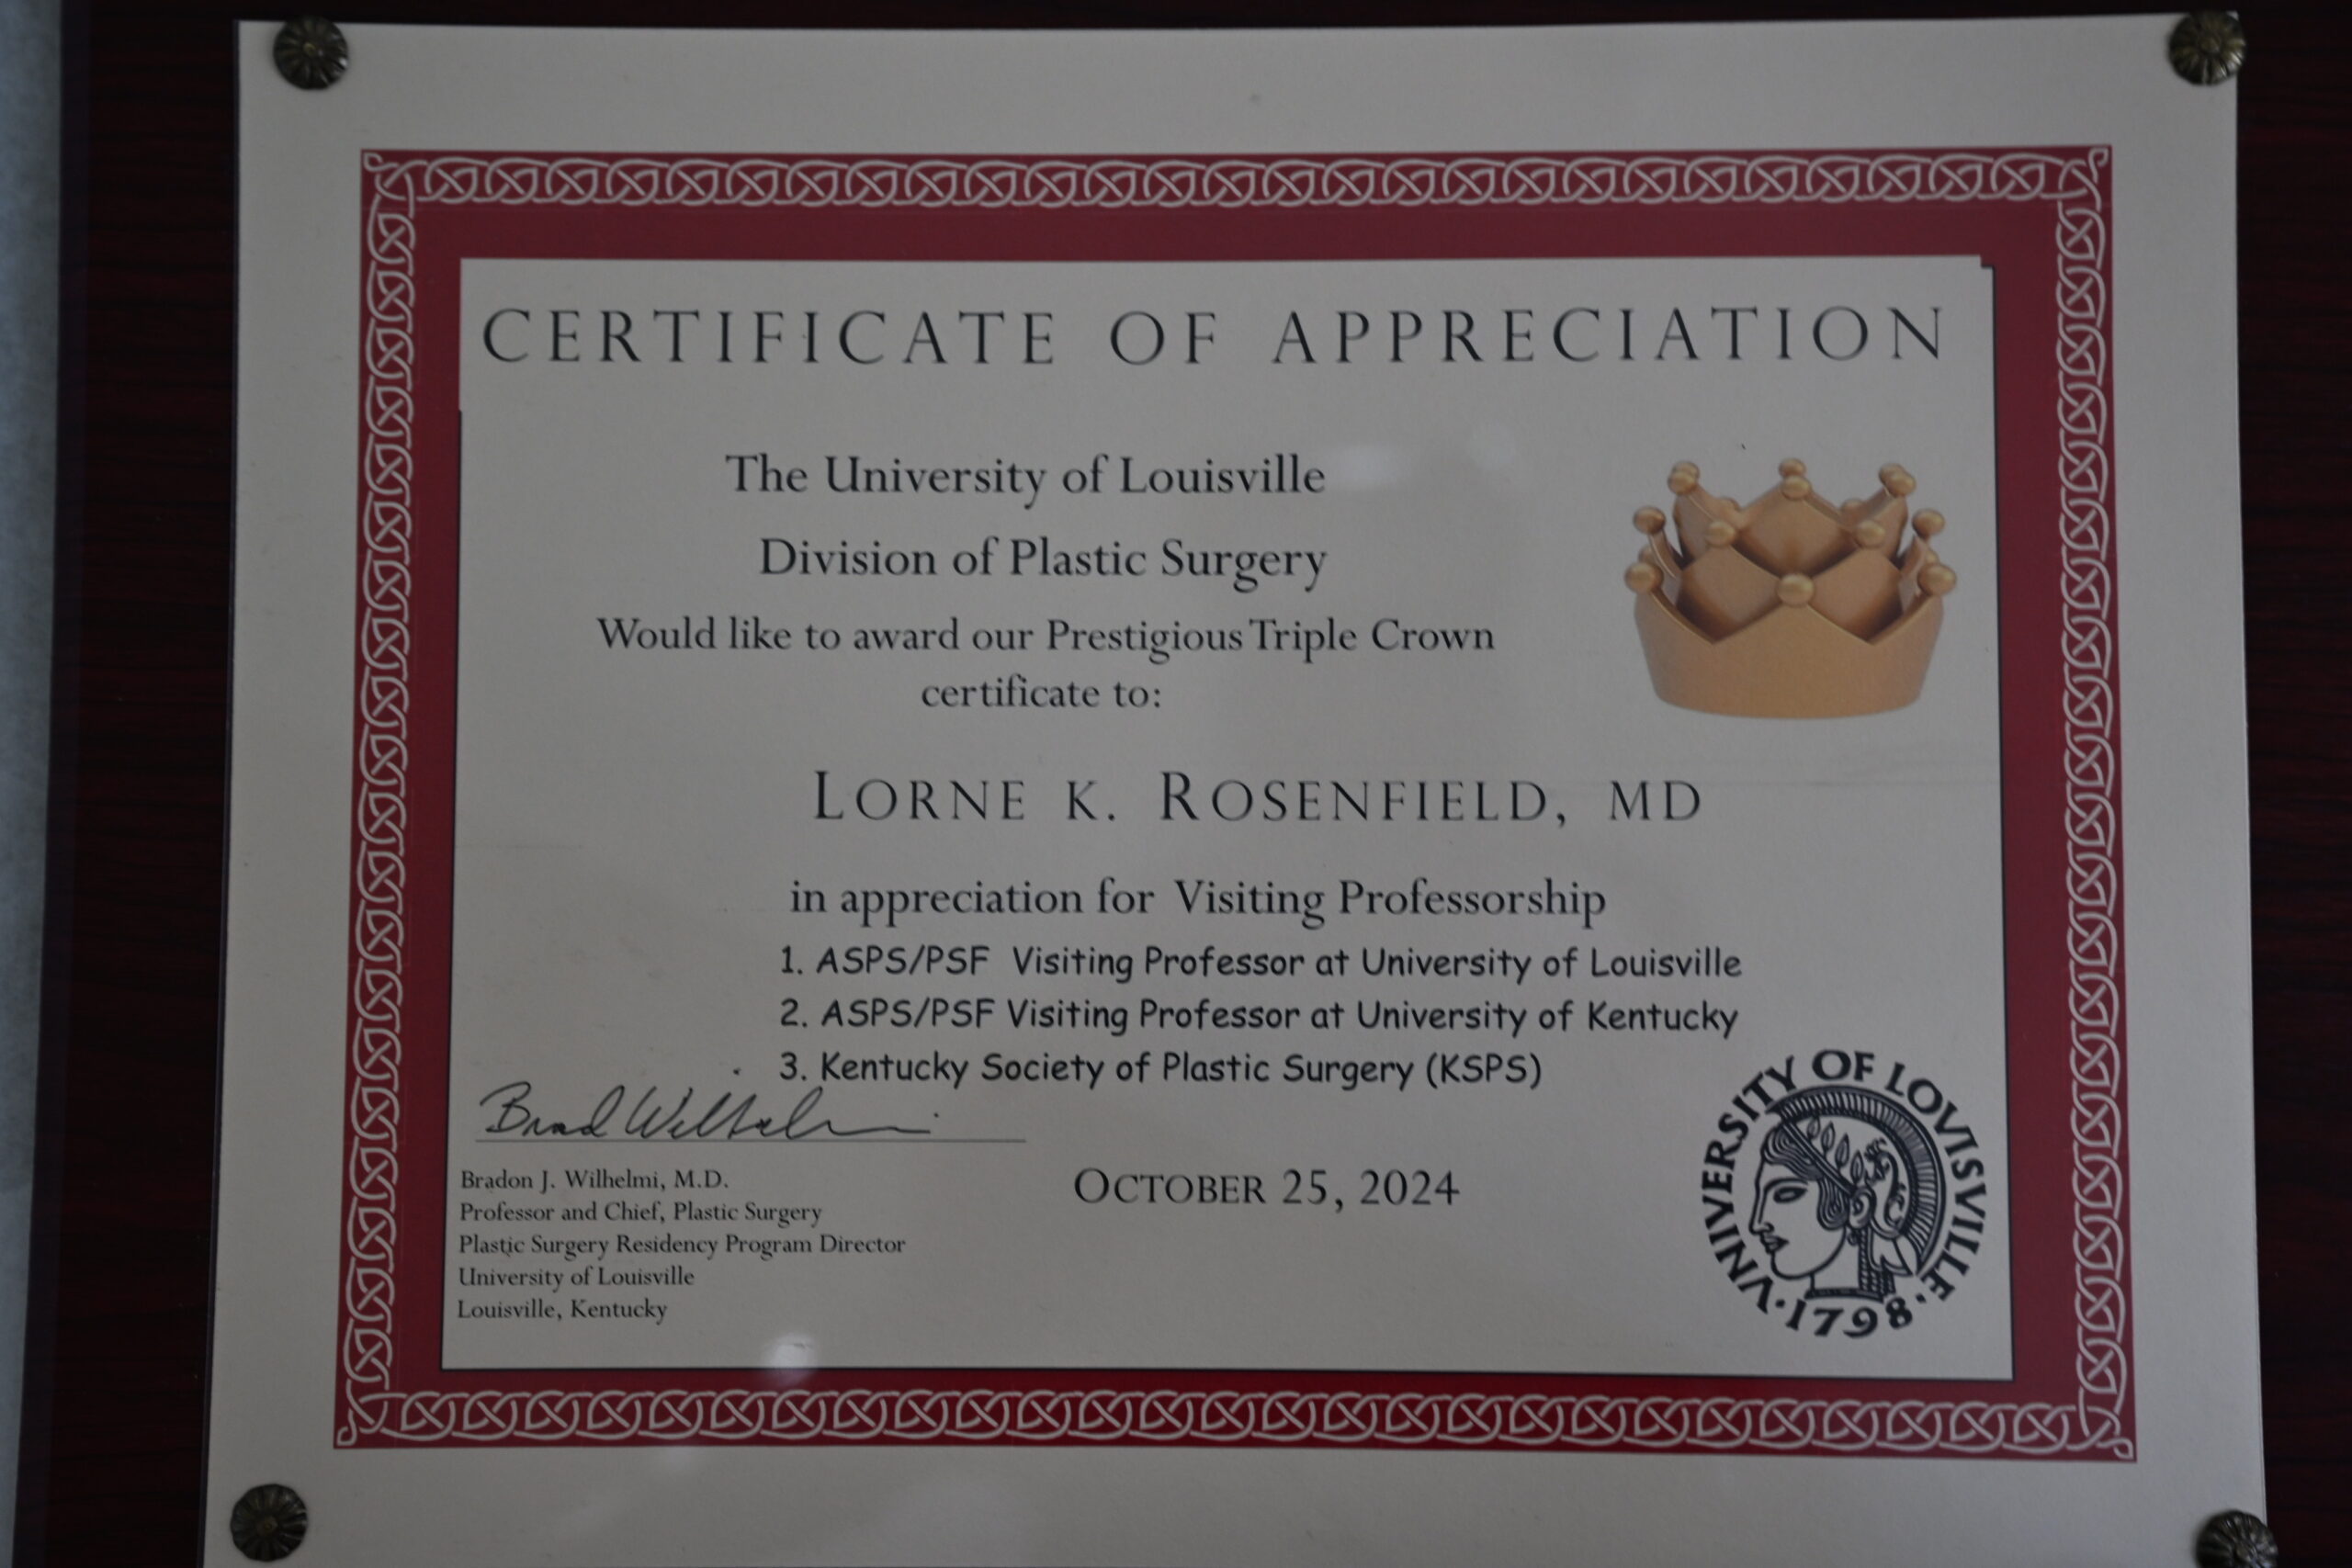 CERTIFICATE OF APPRECIATION
The University of Louisville
Division of Plastic Surgery
Would like to award our Prestigious Triple Crown
certificate to:
LORNE K. ROSENFIELD, MD
in appreciation for Visiting Professorship
1. ASPS/PSF Visiting Professor at University of Louisville
2. ASPS/PSF Visiting Professor at University of Kentucky
3. Kentucky Society of Plastic Surgery (KSPS)
Brad Wilhelmi
Bradon J. Wilhelmi, M.D.
Professor and Chief, Plastic Surgery
Plastic Surgery Residency Program Director
University of Louisville
Louisville, Kentucky
OCTOBER 25, 2024
VNIVERSITY OF LOVISVILLE
·1798·